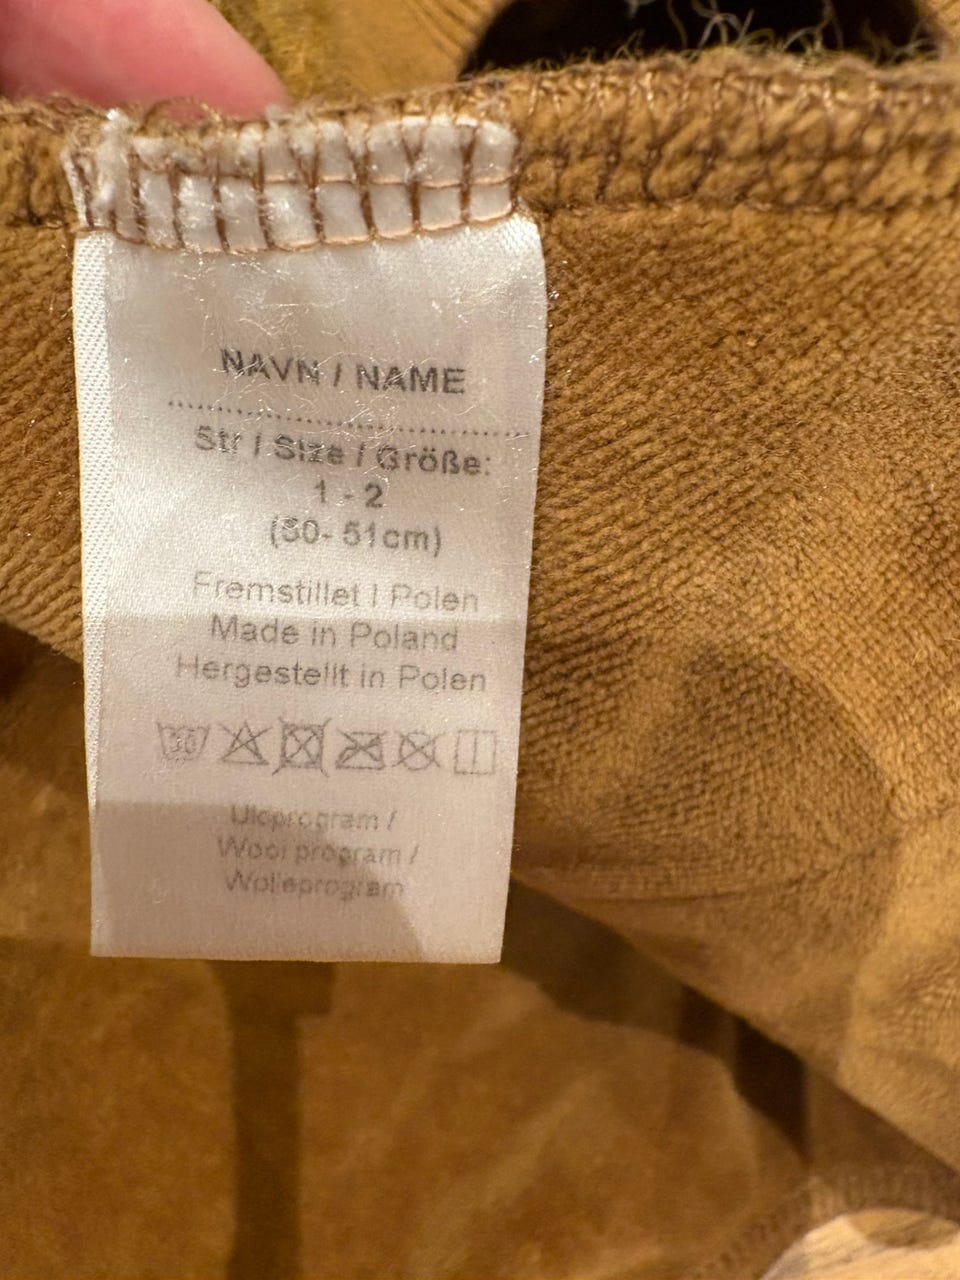 NAVN / NAME
Str / Size / Größe:
1 - 2
(50- 51cm)
Fremstillet I Polen
Made in Poland
Hergestellt in Polen
30
Uldprogram /
Wool program /
Wolleprogram